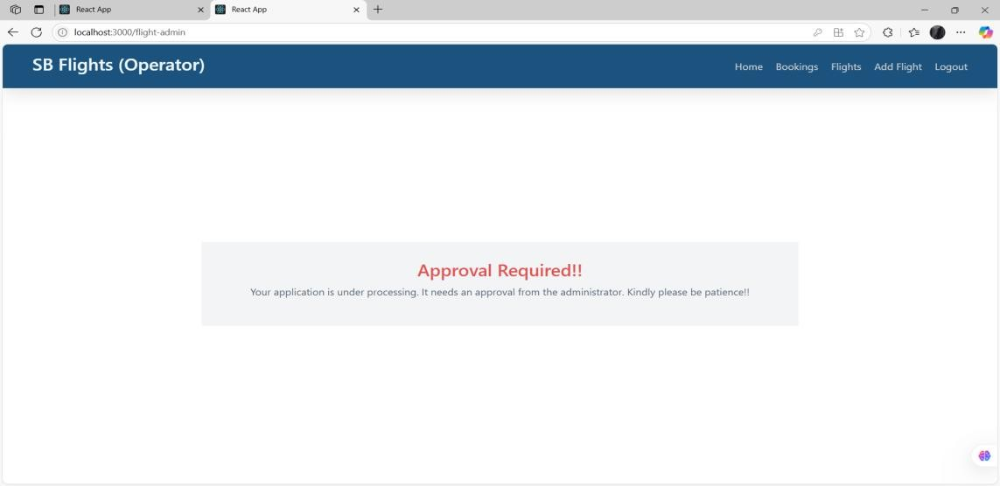 React App
React App
localhost:3000/flight-admin
SB Flights (Operator)
Home Bookings Flights Add Flight Logout
Approval Required!!
Your application is under processing. It needs an approval from the administrator. Kindly please be patience!!